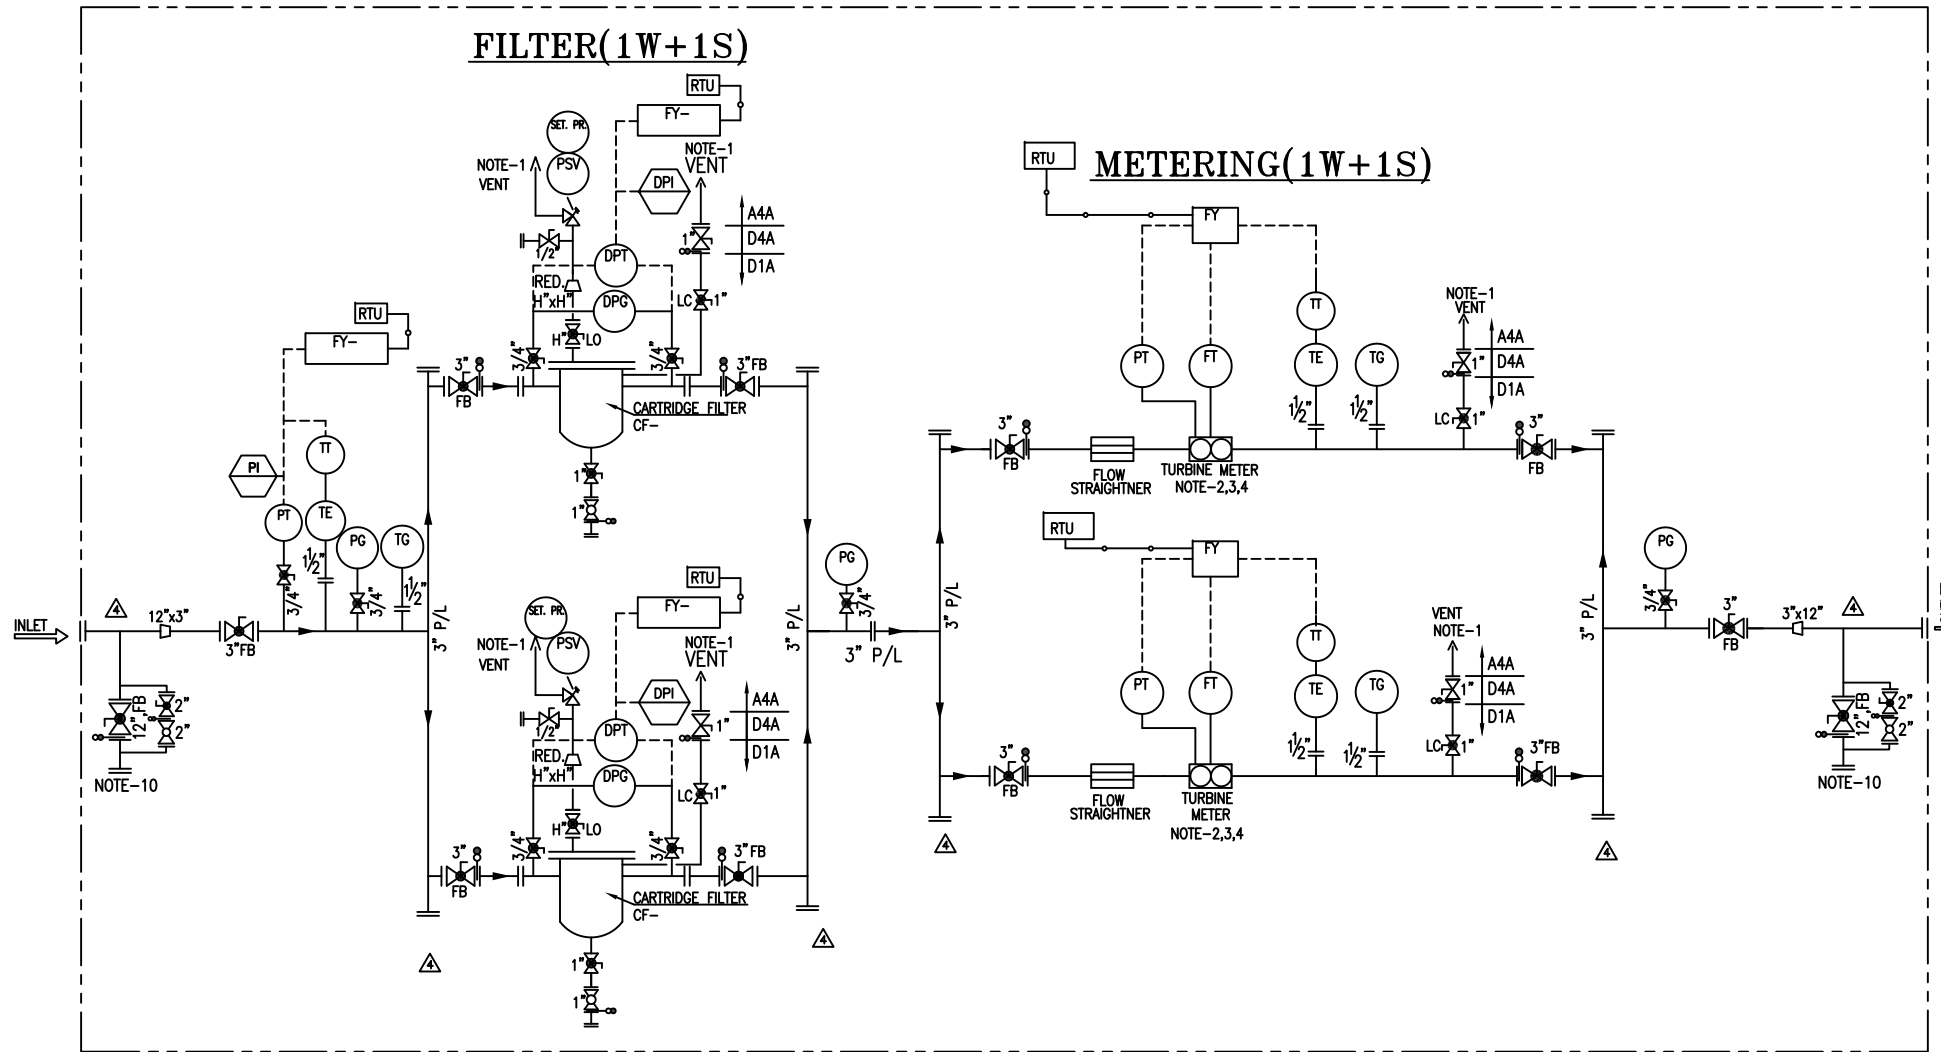 FILTER(1W+1S)
RTU
FY-
SET. PR.
PSV
NOTE-1
VENT
NOTE-1
VENT
DPI
A4A
D4A
D1A
1"
1/2"
DPT
RED.
H"xH"
DPG
LC
1"
H"
LO
3/4"
3/4"
3"
FB
3"FB
CARTRIDGE FILTER
CF-
1"
1"
RTU
FY-
TT
PI
PT
TE
PG
TG
3/4"
1½"
3/4"
1½"
INLET
4
12"x3"
3"FB
3" P/L
12",FB
2"
2"
NOTE-10
RTU
FY-
SET. PR.
PSV
NOTE-1
VENT
NOTE-1
VENT
DPI
A4A
D4A
D1A
1"
1/2"
DPT
RED.
H"xH"
DPG
LC
1"
H"
LO
3/4"
3/4"
3"
FB
3"FB
CARTRIDGE FILTER
CF-
1"
1"
4
4
3" P/L
PG
3/4"
3" P/L
3" P/L
METERING(1W+1S)
RTU
FY
TT
PT
FT
TE
TG
1½"
1½"
NOTE-1
VENT
A4A
D4A
D1A
1"
LC
1"
3"
FB
FLOW
STRAIGHTNER
TURBINE METER
NOTE-2,3,4
3"
FB
RTU
FY
TT
PT
FT
TE
TG
1½"
1½"
VENT
NOTE-1
A4A
D4A
D1A
1"
LC
1"
3"
FB
FLOW
STRAIGHTNER
TURBINE
METER
NOTE-2,3,4
3"FB
4
4
3" P/L
PG
3/4"
3"
FB
3"x12"
4
12",FB
2"
2"
NOTE-10